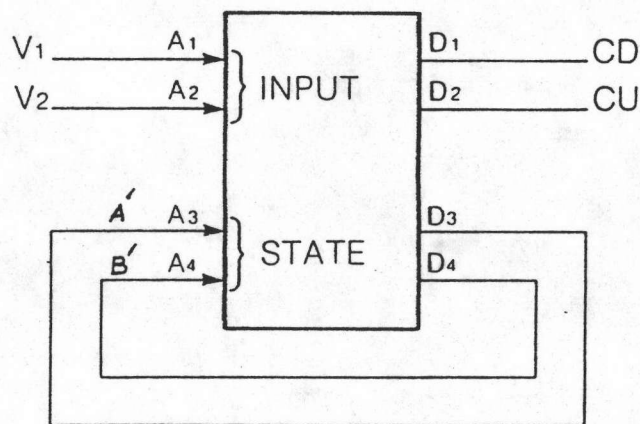 V1 A1 D1 CD
INPUT
V2 A2 D2 CU
A' A3 D3
STATE
B' A4 D4